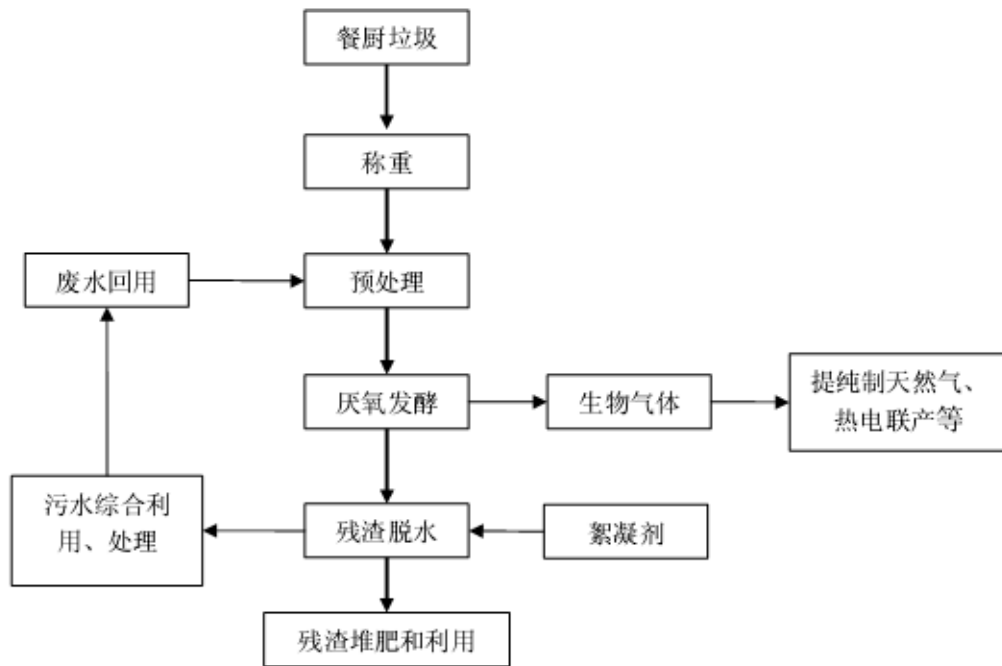 餐厨垃圾
称重
废水回用
预处理
厌氧发酵
生物气体
提纯制天然气、
热电联产等
污水综合利
用、处理
残渣脱水
絮凝剂
残渣堆肥和利用